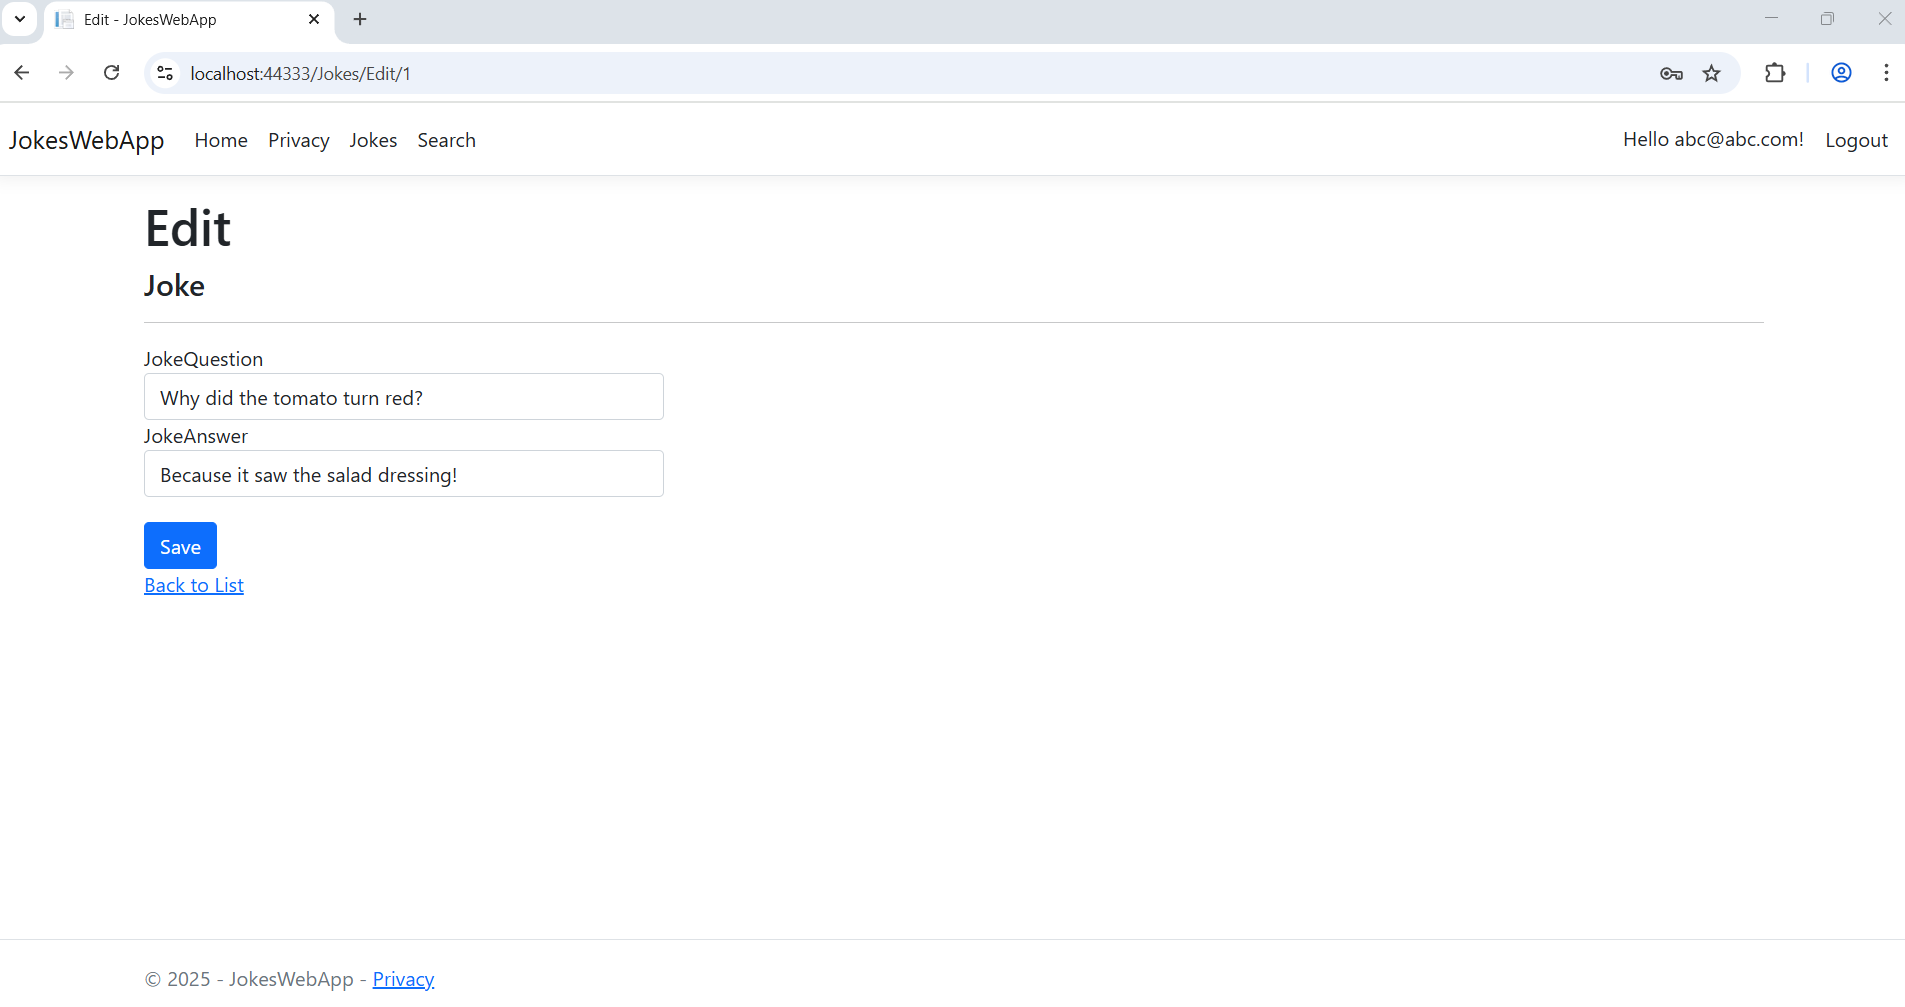 Edit - JokesWebApp
localhost:44333/Jokes/Edit/1
JokesWebApp Home Privacy Jokes Search Hello abc@abc.com! Logout
Edit
Joke
JokeQuestion
Why did the tomato turn red?
JokeAnswer
Because it saw the salad dressing!
Save
Back to List
© 2025 - JokesWebApp - Privacy